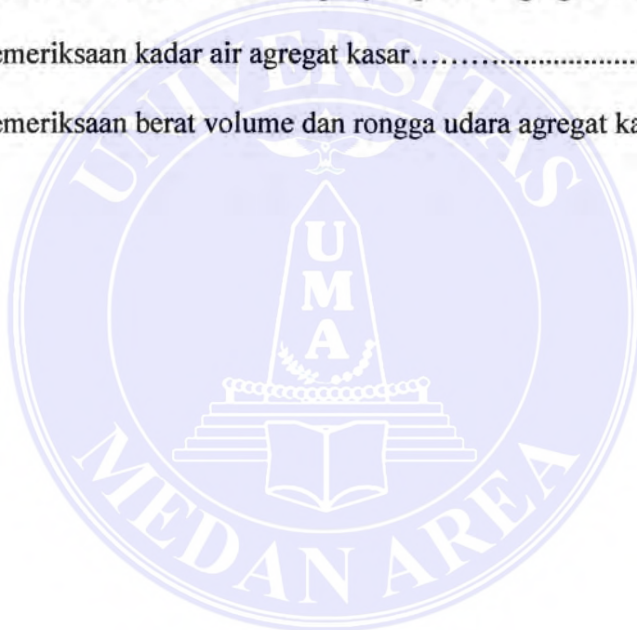 emeriksaan kadar air agregat kasar...........................
emeriksaan berat volume dan rongga udara agregat ka
UNIVERSITAS
U
M
A
MEDAN AREA